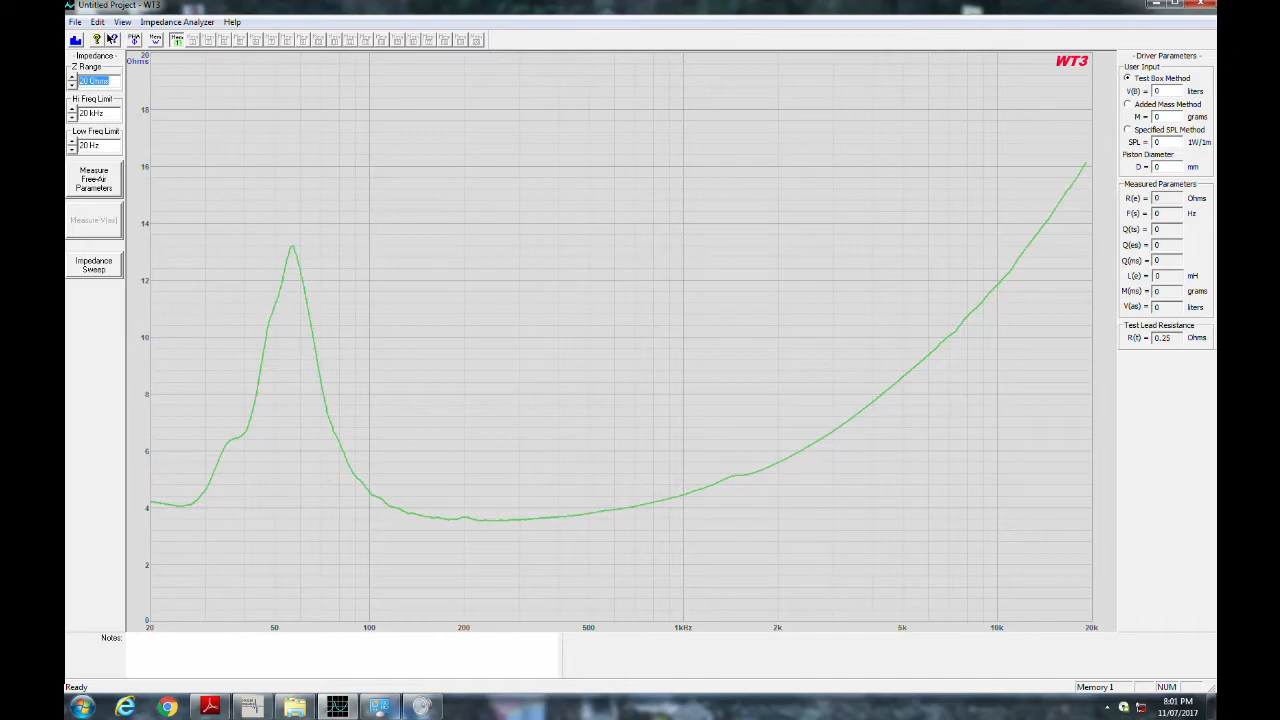 Untitled Project - WT3
File Edit View Impedance Analyzer Help
PHA
Mem
Mem
- Impedance -
Z Range
20 Ohms
Hi Freq Limit
20 kHz
Low Freq Limit
20 Hz
Measure
Free-Air
Parameters
Measure V(as)
Impedance
Sweep
20
Ohms
18
16
14
12
10
8
6
4
2
0
20 50 100 200 500 1kHz 2k 5k 10k 20k
WT3
- Driver Parameters -
User Input
Test Box Method
V(B) = 0 liters
Added Mass Method
M = 0 grams
Specified SPL Method
SPL = 0 1W/1m
Piston Diameter
D = 0 mm
Measured Parameters
R(e) = 0 Ohms
F(s) = 0 Hz
Q(ts) = 0
Q(es) = 0
Q(ms) = 0
L(e) = 0 mH
M(ms) = 0 grams
V(as) = 0 liters
Test Lead Resistance
R(t) = 0.25 Ohms
Notes:
Ready
Memory 1 NUM
8:01 PM
11/07/2017